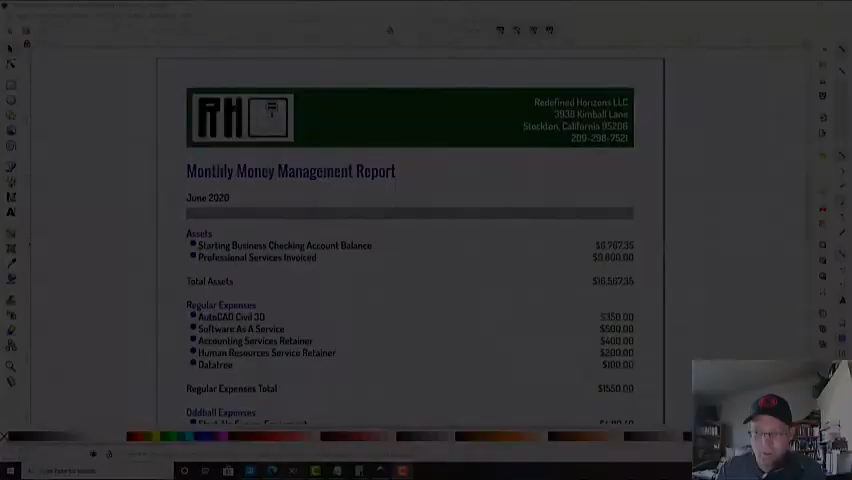 RH
Redefined Horizons LLC
3938 Kimball Lane
Stockton, California 95206
209-298-7521
Monthly Money Management Report
June 2020
Assets
Starting Business Checking Account Balance $6,767.35
Professional Services Invoiced $9,800.00
Total Assets $16,567.35
Regular Expenses
AutoCAD Civil 3D $350.00
Software As A Service $500.00
Accounting Services Retainer $400.00
Human Resources Service Retainer $200.00
Datatree $100.00
Regular Expenses Total $1550.00
Oddball Expenses